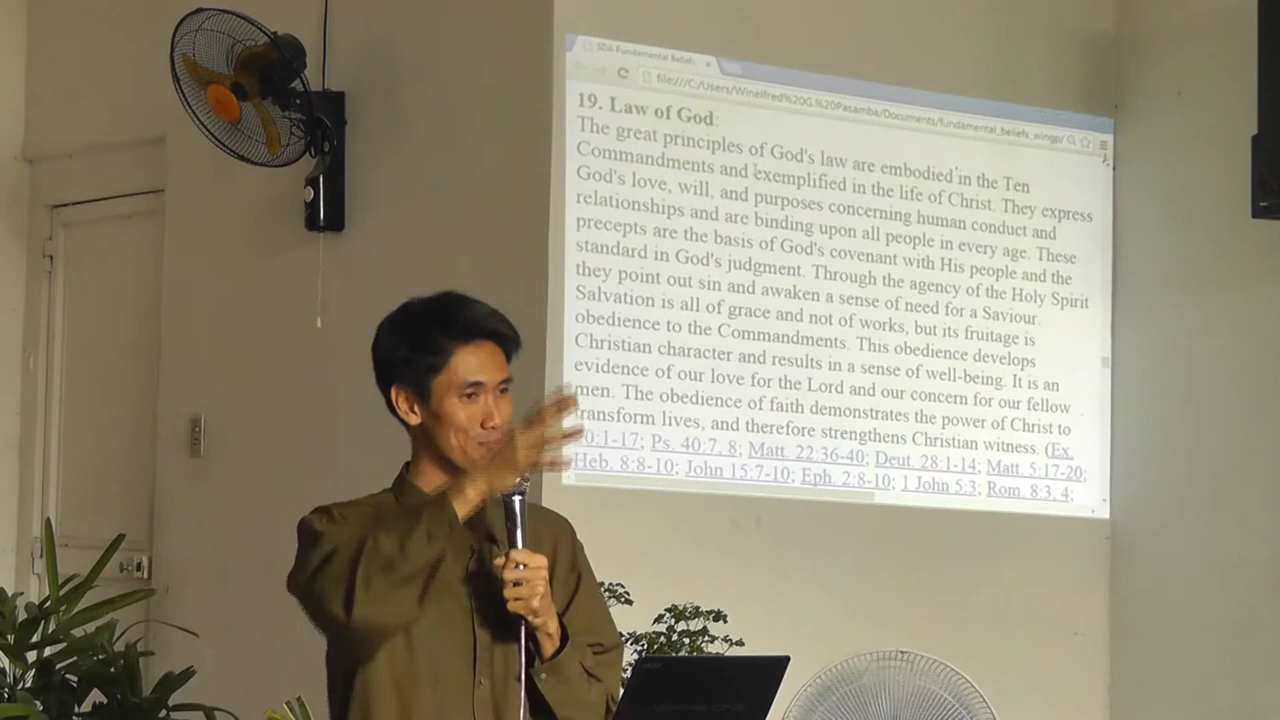 SDA Fundamental Beliefs
file:///C:/Users/Winelfred%20G.%20Pasamba/Documents/fundamental_beliefs_wingp/
19. Law of God:
The great principles of God's law are embodied in the Ten
Commandments and exemplified in the life of Christ. They express
God's love, will, and purposes concerning human conduct and
relationships and are binding upon all people in every age. These
precepts are the basis of God's covenant with His people and the
standard in God's judgment. Through the agency of the Holy Spirit
they point out sin and awaken a sense of need for a Saviour.
Salvation is all of grace and not of works, but its fruitage is
obedience to the Commandments. This obedience develops
Christian character and results in a sense of well-being. It is an
evidence of our love for the Lord and our concern for our fellow
men. The obedience of faith demonstrates the power of Christ to
transform lives, and therefore strengthens Christian witness. (Ex.
20:1-17; Ps. 40:7, 8; Matt. 22:36-40; Deut. 28:1-14; Matt. 5:17-20;
Heb. 8:8-10; John 15:7-10; Eph. 2:8-10; 1 John 5:3; Rom. 8:3, 4;
acer